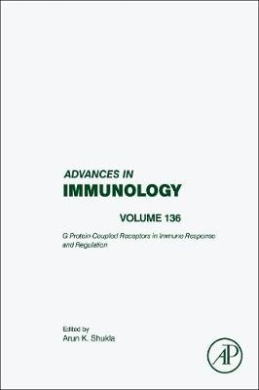 ADVANCES IN
IMMUNOLOGY
VOLUME 136
G Protein-Coupled Receptors in Immune Response
and Regulation
Edited by
Arun K. Shukla
AP